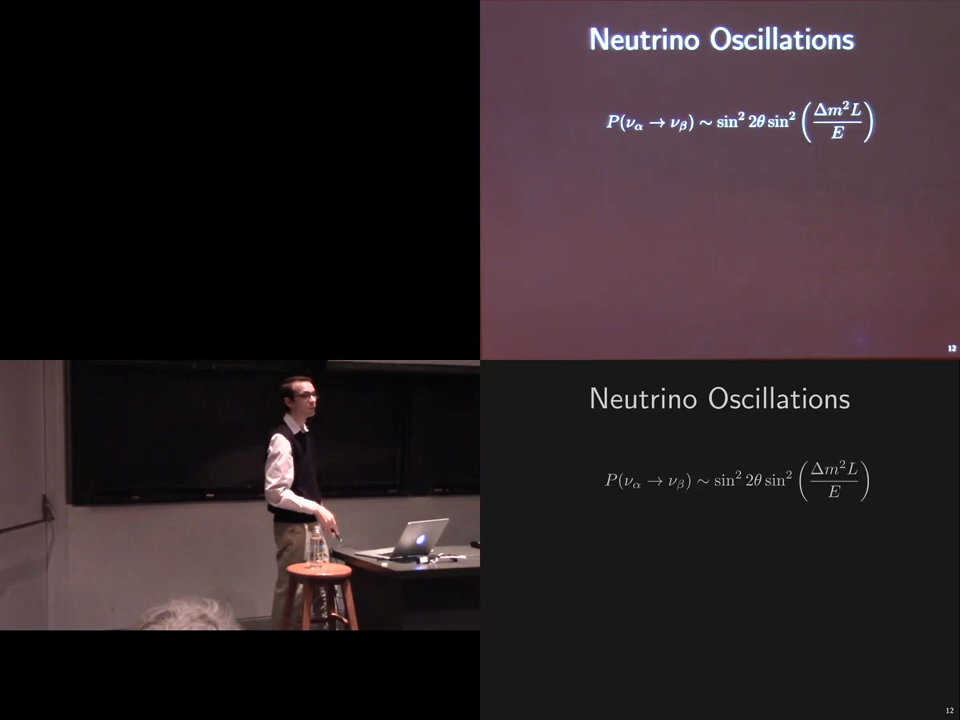 Neutrino Oscillations
P(ν_α → ν_β) ∼ sin² 2θ sin² (Δm²L / E)
12
Neutrino Oscillations
P(ν_α → ν_β) ∼ sin² 2θ sin² (Δm²L / E)
12